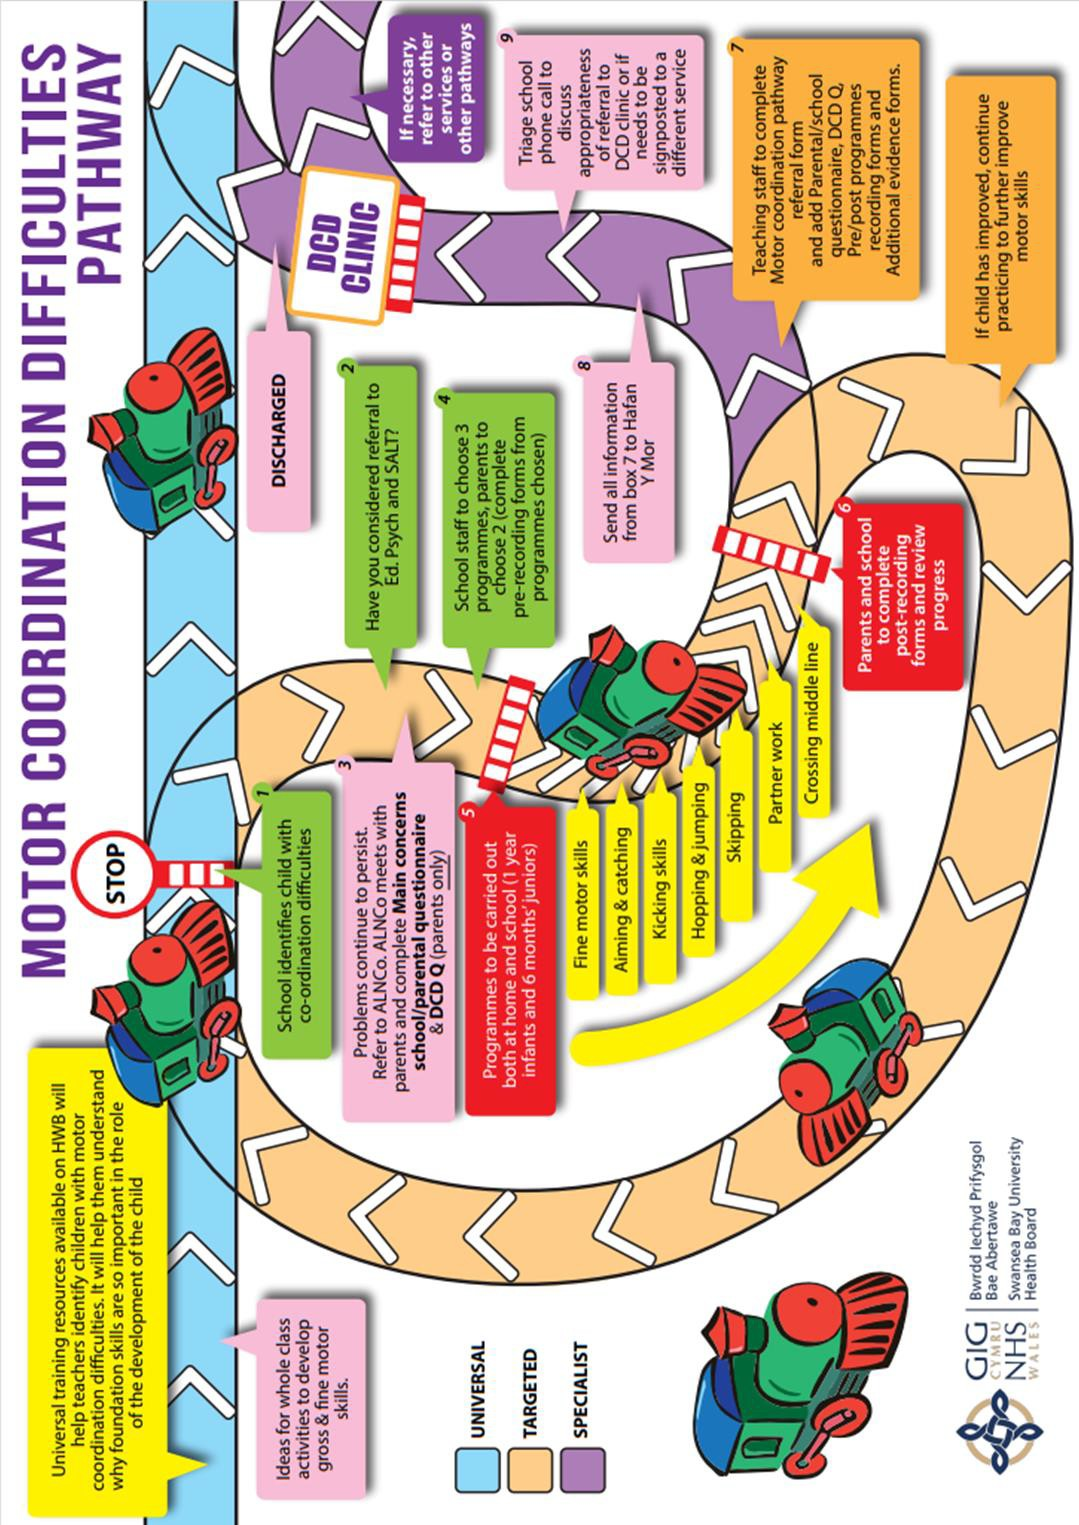 MOTOR COORDINATION DIFFICULTIES
PATHWAY
Universal training resources available on HWB will
help teachers identify children with motor
coordination difficulties. It will help them understand
why foundation skills are so important in the role
of the development of the child
Ideas for whole class
activities to develop
gross & fine motor
skills.
STOP
1
School identifies child with
co-ordination difficulties
2
Have you considered referral to
Ed. Psych and SALT?
3
Problems continue to persist.
Refer to ALNCo. ALNCo meets with
parents and complete Main concerns
school/parental questionnaire
& DCD Q (parents only)
4
School staff to choose 3
programmes, parents to
choose 2 (complete
pre-recording forms from
programmes chosen)
5
Programmes to be carried out
both at home and school (1 year
infants and 6 months' juniors)
Fine motor skills
Aiming & catching
Kicking skills
Hopping & jumping
Skipping
Partner work
Crossing middle line
6
Parents and school
to complete
post-recording
forms and review
progress
If child has improved, continue
practicing to further improve
motor skills
7
Teaching staff to complete
Motor coordination pathway
referral form
and add Parental/school
questionnaire, DCD Q,
Pre/post programmes
recording forms and
Additional evidence forms.
8
Send all information
from box 7 to Hafan
Y Mor
9
Triage school
phone call to
discuss
appropriateness
of referral to
DCD clinic or if
needs to be
signposted to a
different service
DCD
CLINIC
If necessary,
refer to other
services or
other pathways
DISCHARGED
UNIVERSAL
TARGETED
SPECIALIST
GIG
CYMRU
NHS
WALES
Bwrdd Iechyd Prifysgol
Bae Abertawe
Swansea Bay University
Health Board